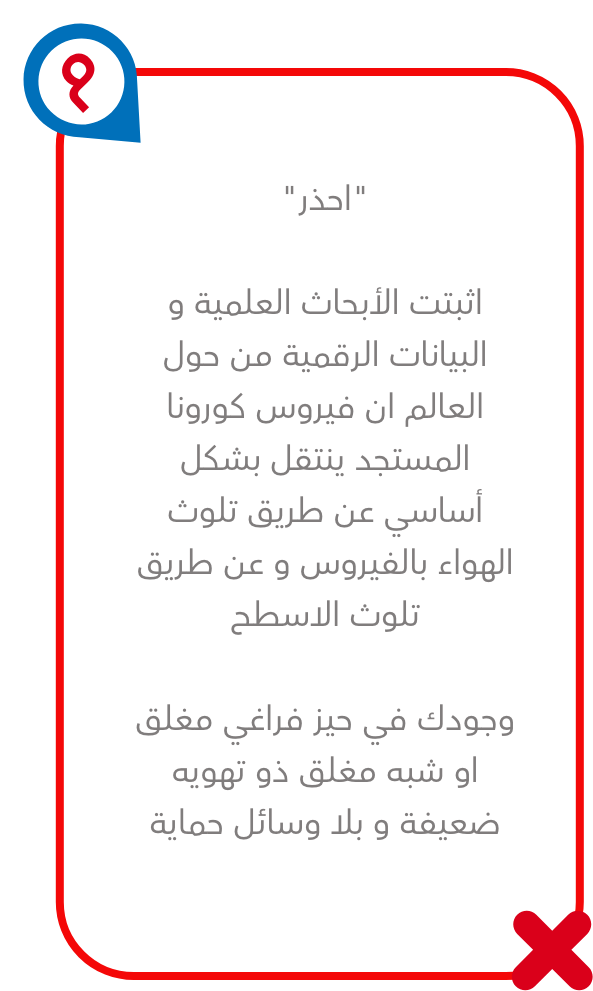 ١
"احذر"
اثبتت الأبحاث العلمية و
البيانات الرقمية من حول
العالم ان فيروس كورونا
المستجد ينتقل بشكل
أساسي عن طريق تلوث
الهواء بالفيروس و عن طريق
تلوث الاسطح
وجودك في حيز فراغي مغلق
او شبه مغلق ذو تهويه
ضعيفة و بلا وسائل حماية